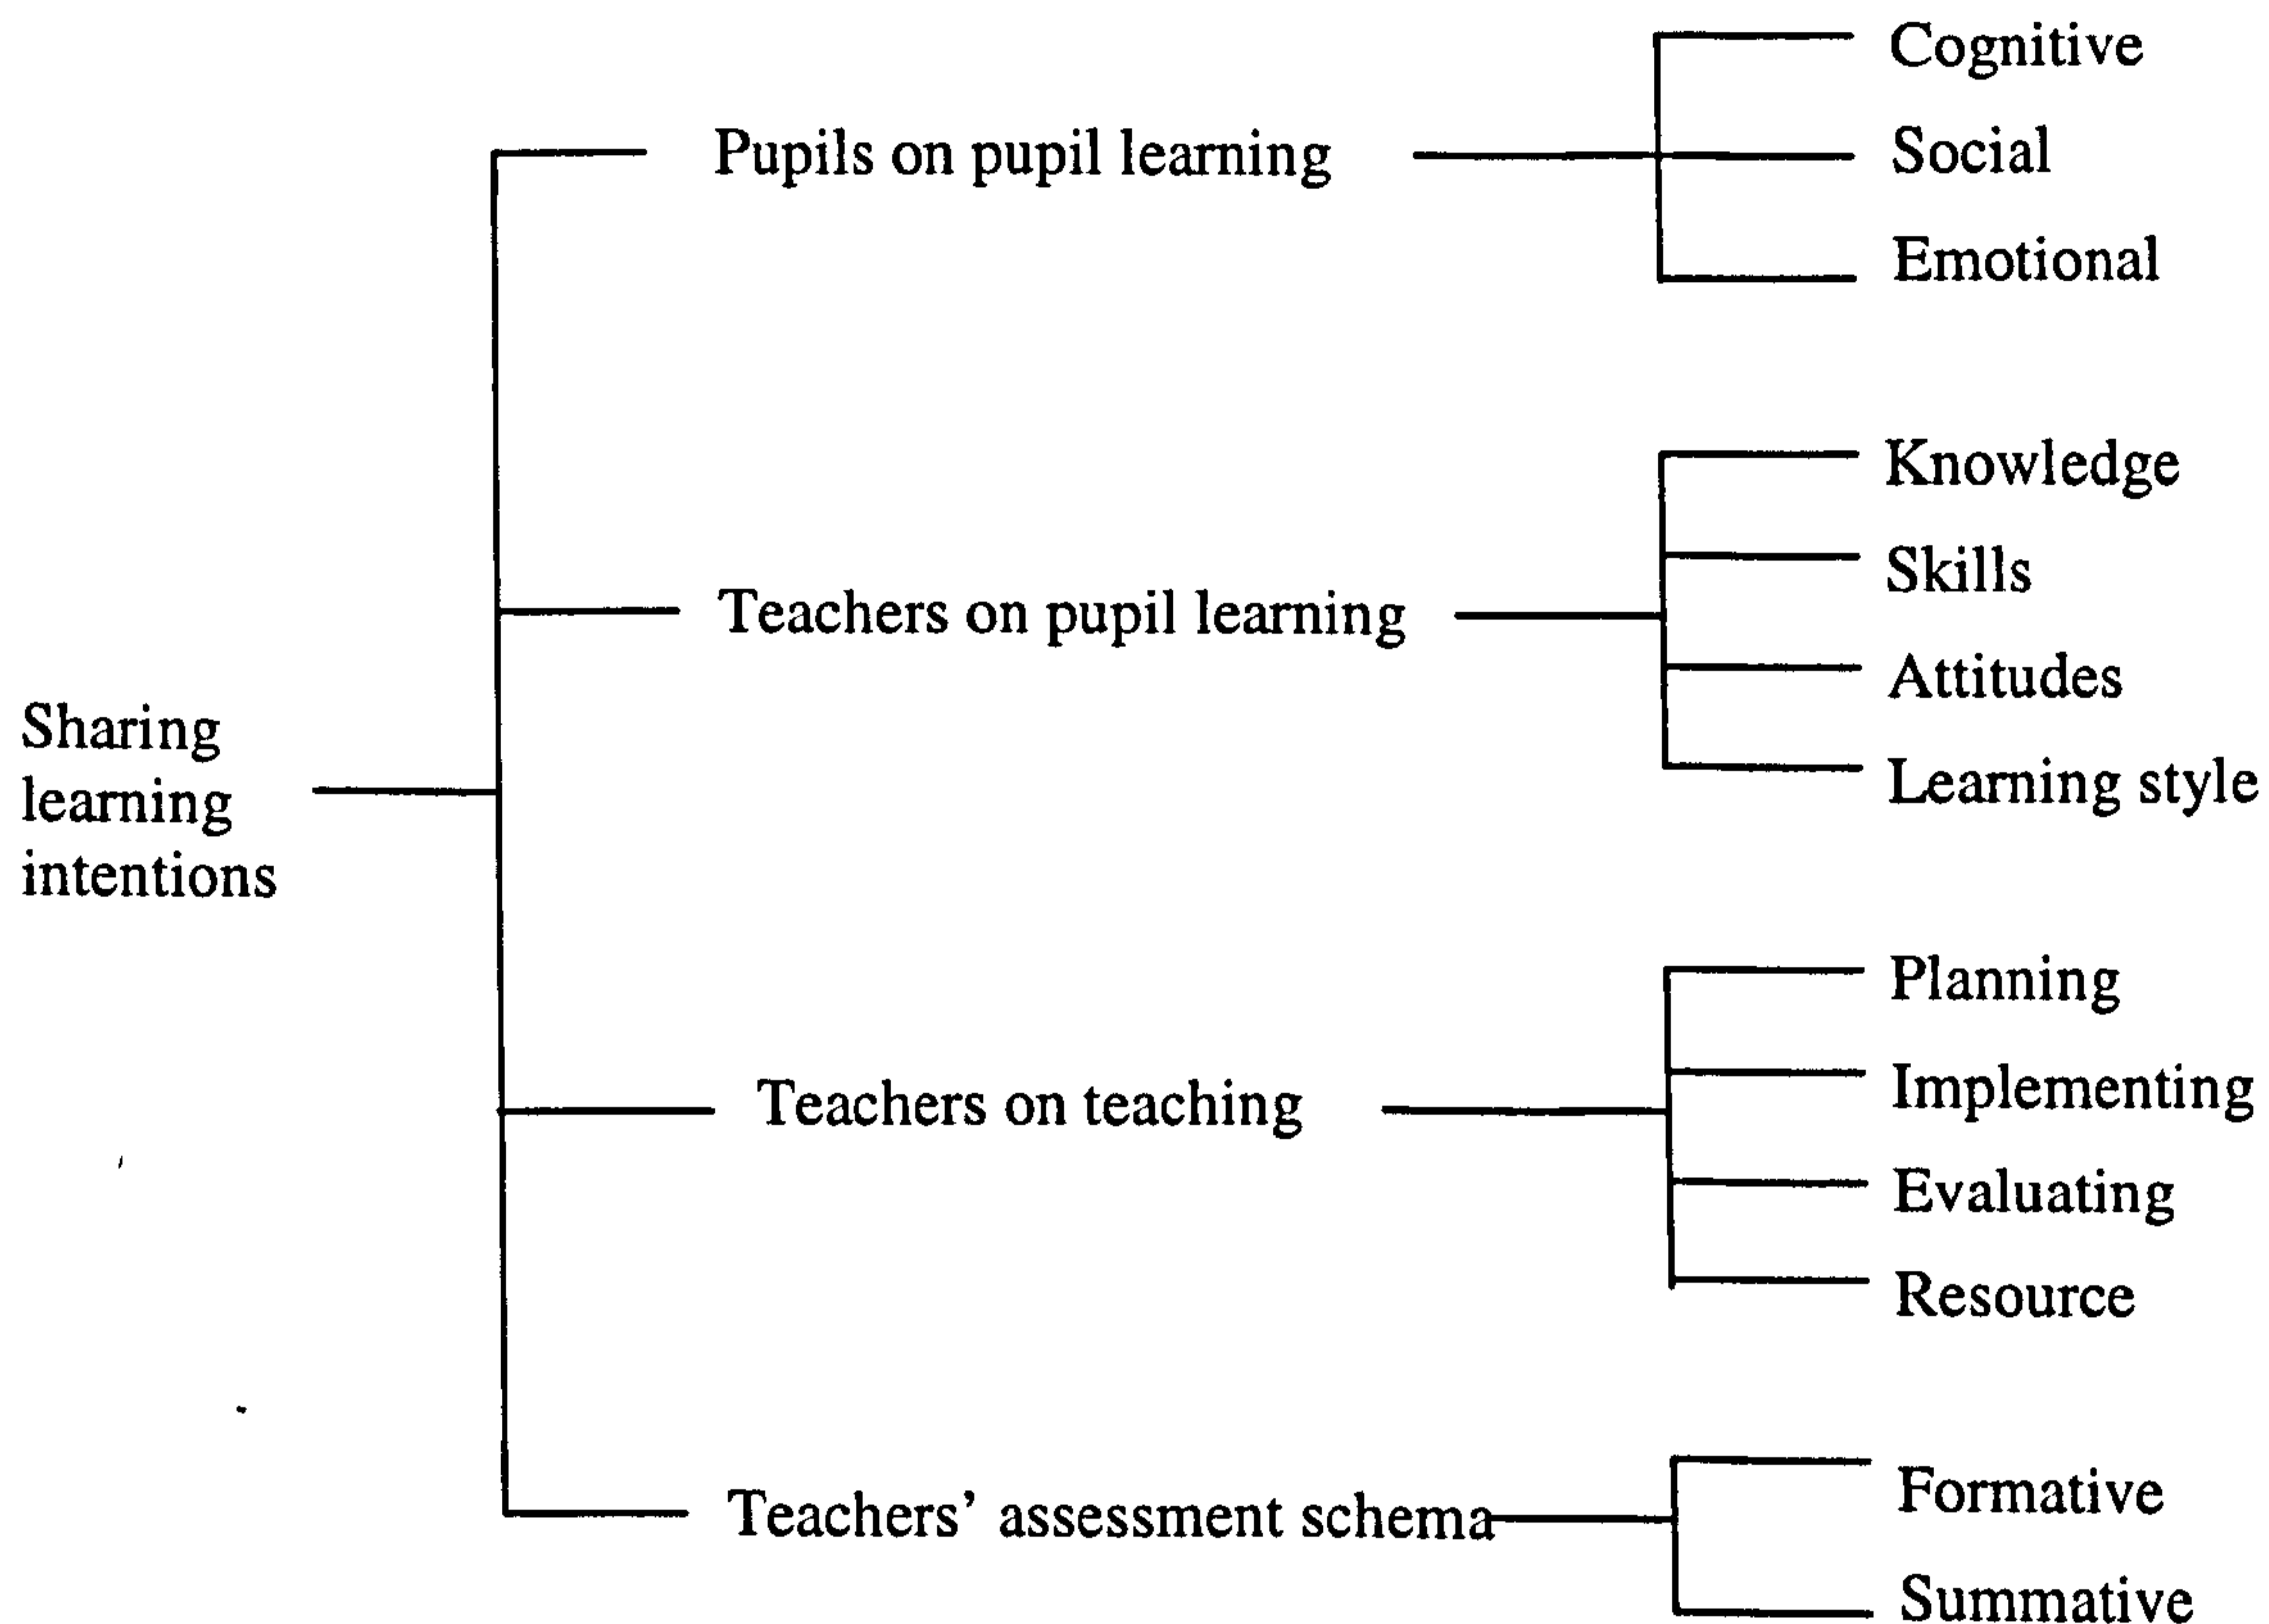 Cognitive
Pupils on pupil learning
Social
Emotional
Knowledge
Skills
Teachers on pupil learning
Attitudes
Learning style
Sharing
learning
intentions
Planning
Implementing
Teachers on teaching
Evaluating
Resource
Formative
Teachers’ assessment schema
Summative